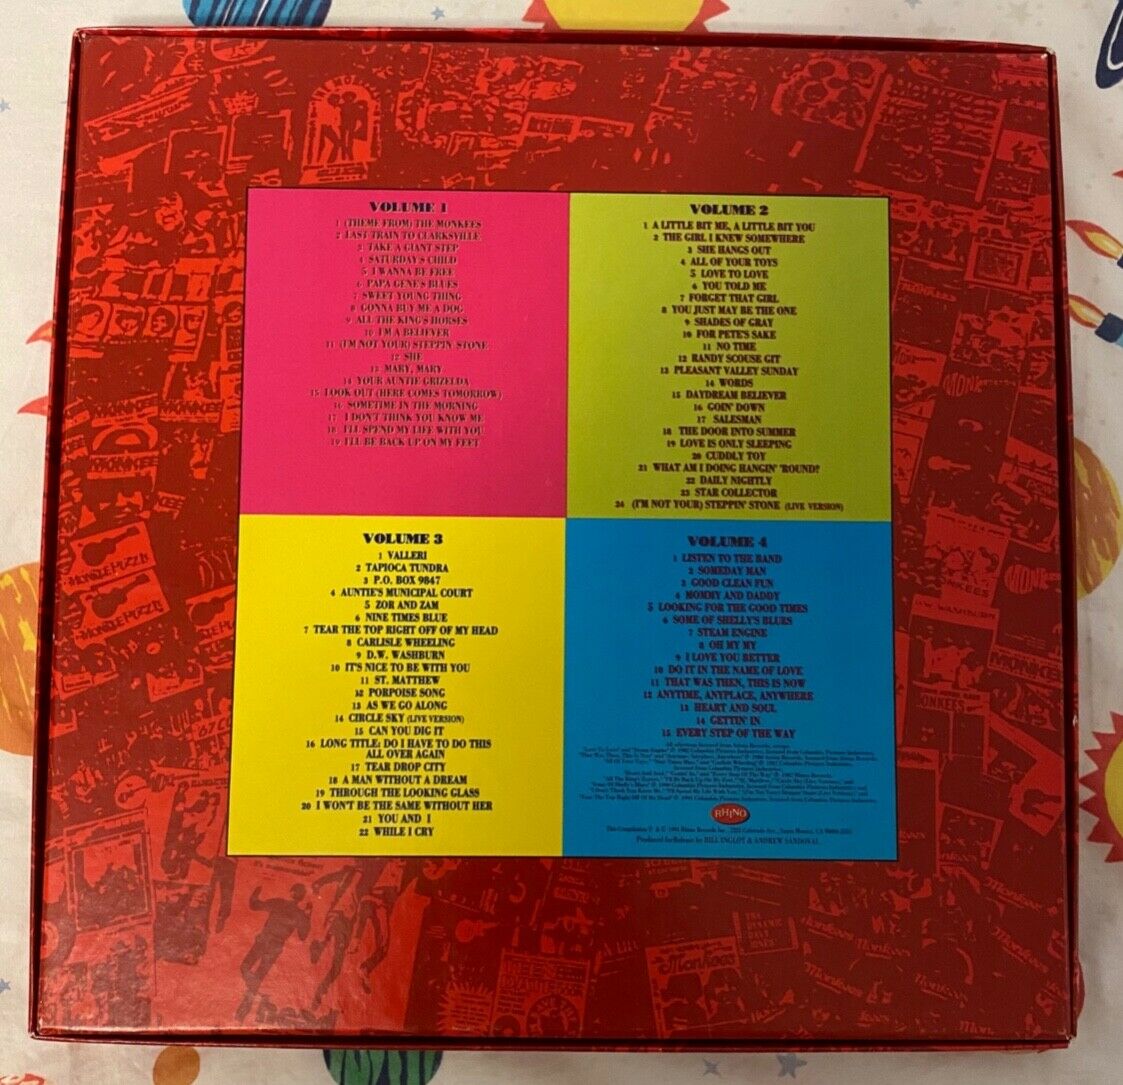 VOLUME 1
1 (THEME FROM) THE MONKEES
2 LAST TRAIN TO CLARKSVILLE
3 TAKE A GIANT STEP
4 SATURDAY'S CHILD
5 I WANNA BE FREE
6 PAPA GENE'S BLUES
7 SWEET YOUNG THING
8 GONNA BUY ME A DOG
9 ALL THE KING'S HORSES
10 I'M A BELIEVER
11 (I'M NOT YOUR) STEPPIN' STONE
12 SHE
13 MARY, MARY
14 YOUR AUNTIE GRIZELDA
15 LOOK OUT (HERE COMES TOMORROW)
16 SOMETIME IN THE MORNING
17 I DON'T THINK YOU KNOW ME
18 I'LL SPEND MY LIFE WITH YOU
19 I'LL BE BACK UP ON MY FEET
VOLUME 2
1 A LITTLE BIT ME, A LITTLE BIT YOU
2 THE GIRL I KNEW SOMEWHERE
3 SHE HANGS OUT
4 ALL OF YOUR TOYS
5 LOVE TO LOVE
6 YOU TOLD ME
7 FORGET THAT GIRL
8 YOU JUST MAY BE THE ONE
9 SHADES OF GRAY
10 FOR PETE'S SAKE
11 NO TIME
12 RANDY SCOUSE GIT
13 PLEASANT VALLEY SUNDAY
14 WORDS
15 DAYDREAM BELIEVER
16 GOIN' DOWN
17 SALESMAN
18 THE DOOR INTO SUMMER
19 LOVE IS ONLY SLEEPING
20 CUDDLY TOY
21 WHAT AM I DOING HANGIN' 'ROUND?
22 DAILY NIGHTLY
23 STAR COLLECTOR
24 (I'M NOT YOUR) STEPPIN' STONE (LIVE VERSION)
VOLUME 3
1 VALLERI
2 TAPIOCA TUNDRA
3 P.O. BOX 9847
4 AUNTIE'S MUNICIPAL COURT
5 ZOR AND ZAM
6 NINE TIMES BLUE
7 TEAR THE TOP RIGHT OFF OF MY HEAD
8 CARLISLE WHEELING
9 D.W. WASHBURN
10 IT'S NICE TO BE WITH YOU
11 ST. MATTHEW
12 PORPOISE SONG
13 AS WE GO ALONG
14 CIRCLE SKY (LIVE VERSION)
15 CAN YOU DIG IT
16 LONG TITLE: DO I HAVE TO DO THIS
ALL OVER AGAIN
17 TEAR DROP CITY
18 A MAN WITHOUT A DREAM
19 THROUGH THE LOOKING GLASS
20 I WON'T BE THE SAME WITHOUT HER
21 YOU AND I
22 WHILE I CRY
VOLUME 4
1 LISTEN TO THE BAND
2 SOMEDAY MAN
3 GOOD CLEAN FUN
4 MOMMY AND DADDY
5 LOOKING FOR THE GOOD TIMES
6 SOME OF SHELLY'S BLUES
7 STEAM ENGINE
8 OH MY MY
9 I LOVE YOU BETTER
10 DO IT IN THE NAME OF LOVE
11 THAT WAS THEN, THIS IS NOW
12 ANYTIME, ANYPLACE, ANYWHERE
13 HEART AND SOUL
14 GETTIN' IN
15 EVERY STEP OF THE WAY
RHINO
Produced for Release by BILL INGLOT & ANDREW SANDOVAL